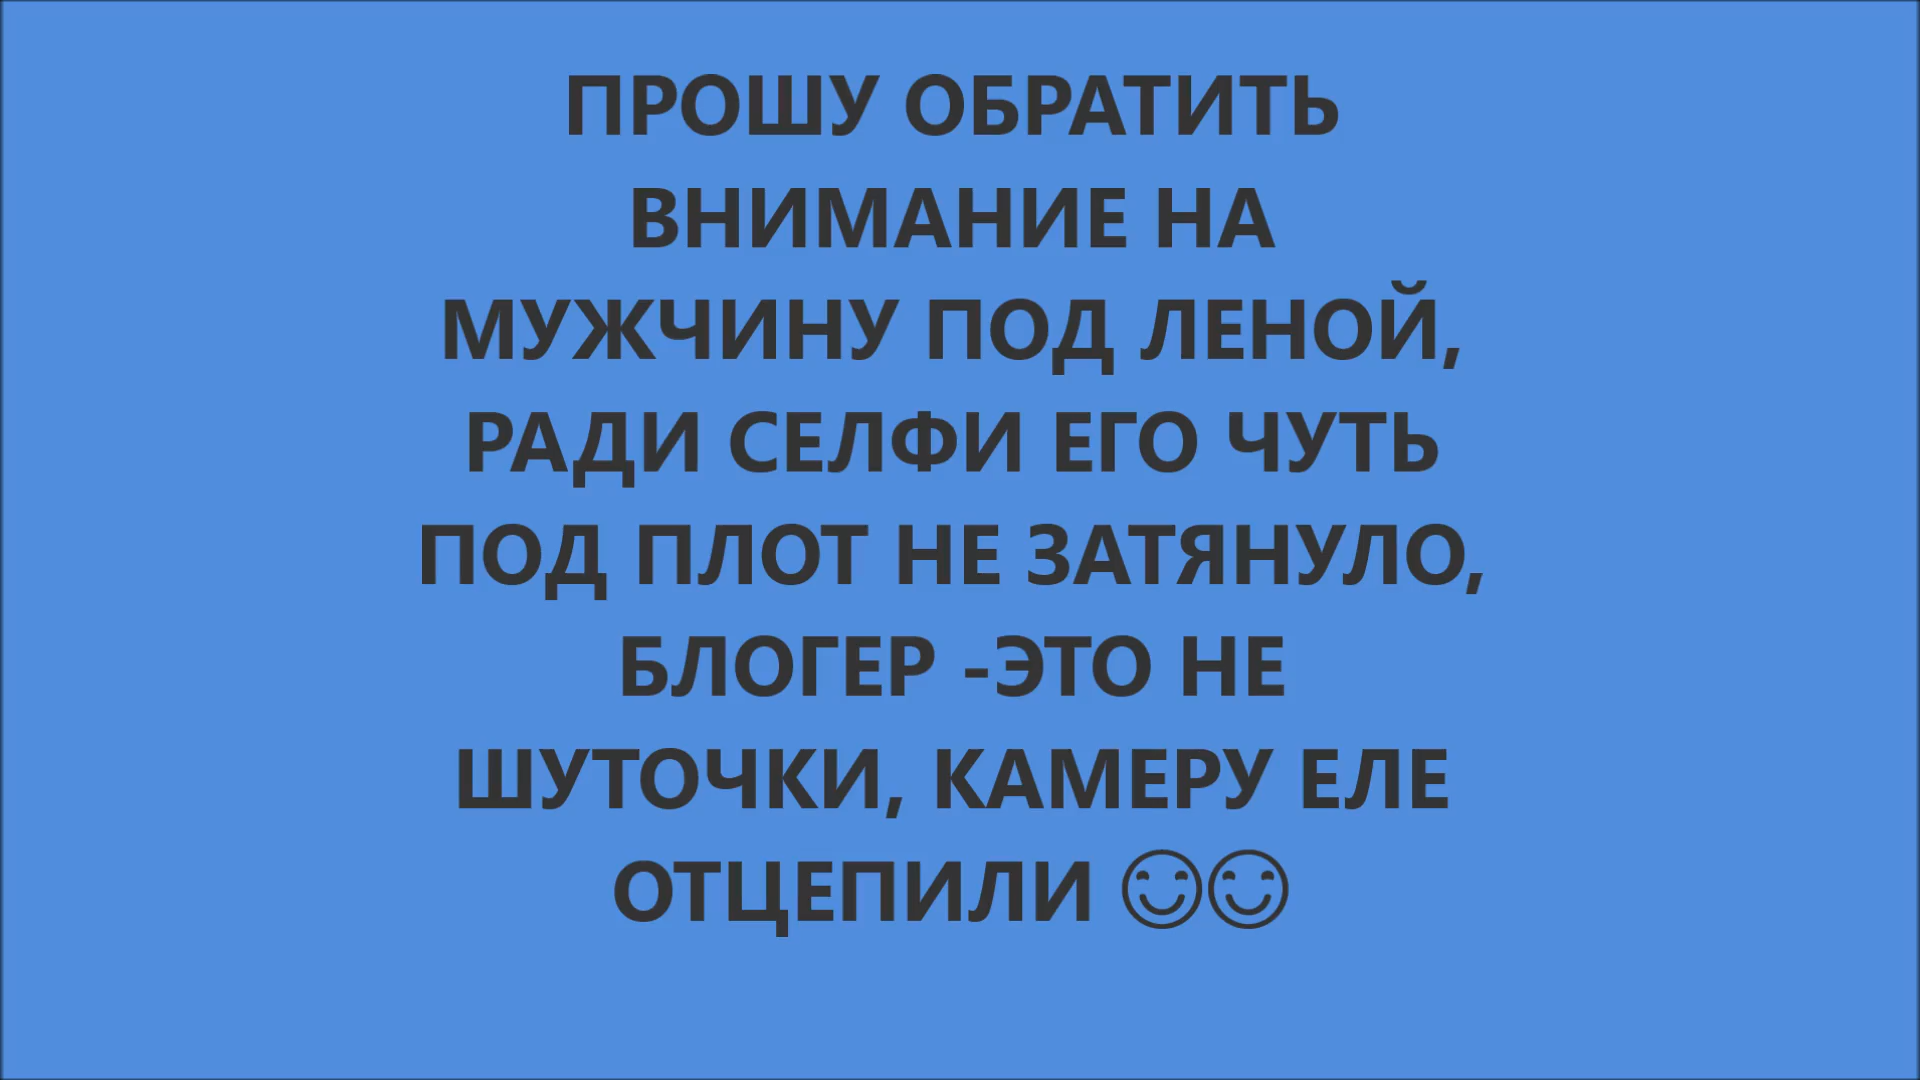 ПРОШУ ОБРАТИТЬ
ВНИМАНИЕ НА
МУЖЧИНУ ПОД ЛЕНОЙ,
РАДИ СЕЛФИ ЕГО ЧУТЬ
ПОД ПЛОТ НЕ ЗАТЯНУЛО,
БЛОГЕР -ЭТО НЕ
ШУТОЧКИ, КАМЕРУ ЕЛЕ
ОТЦЕПИЛИ 😊😊